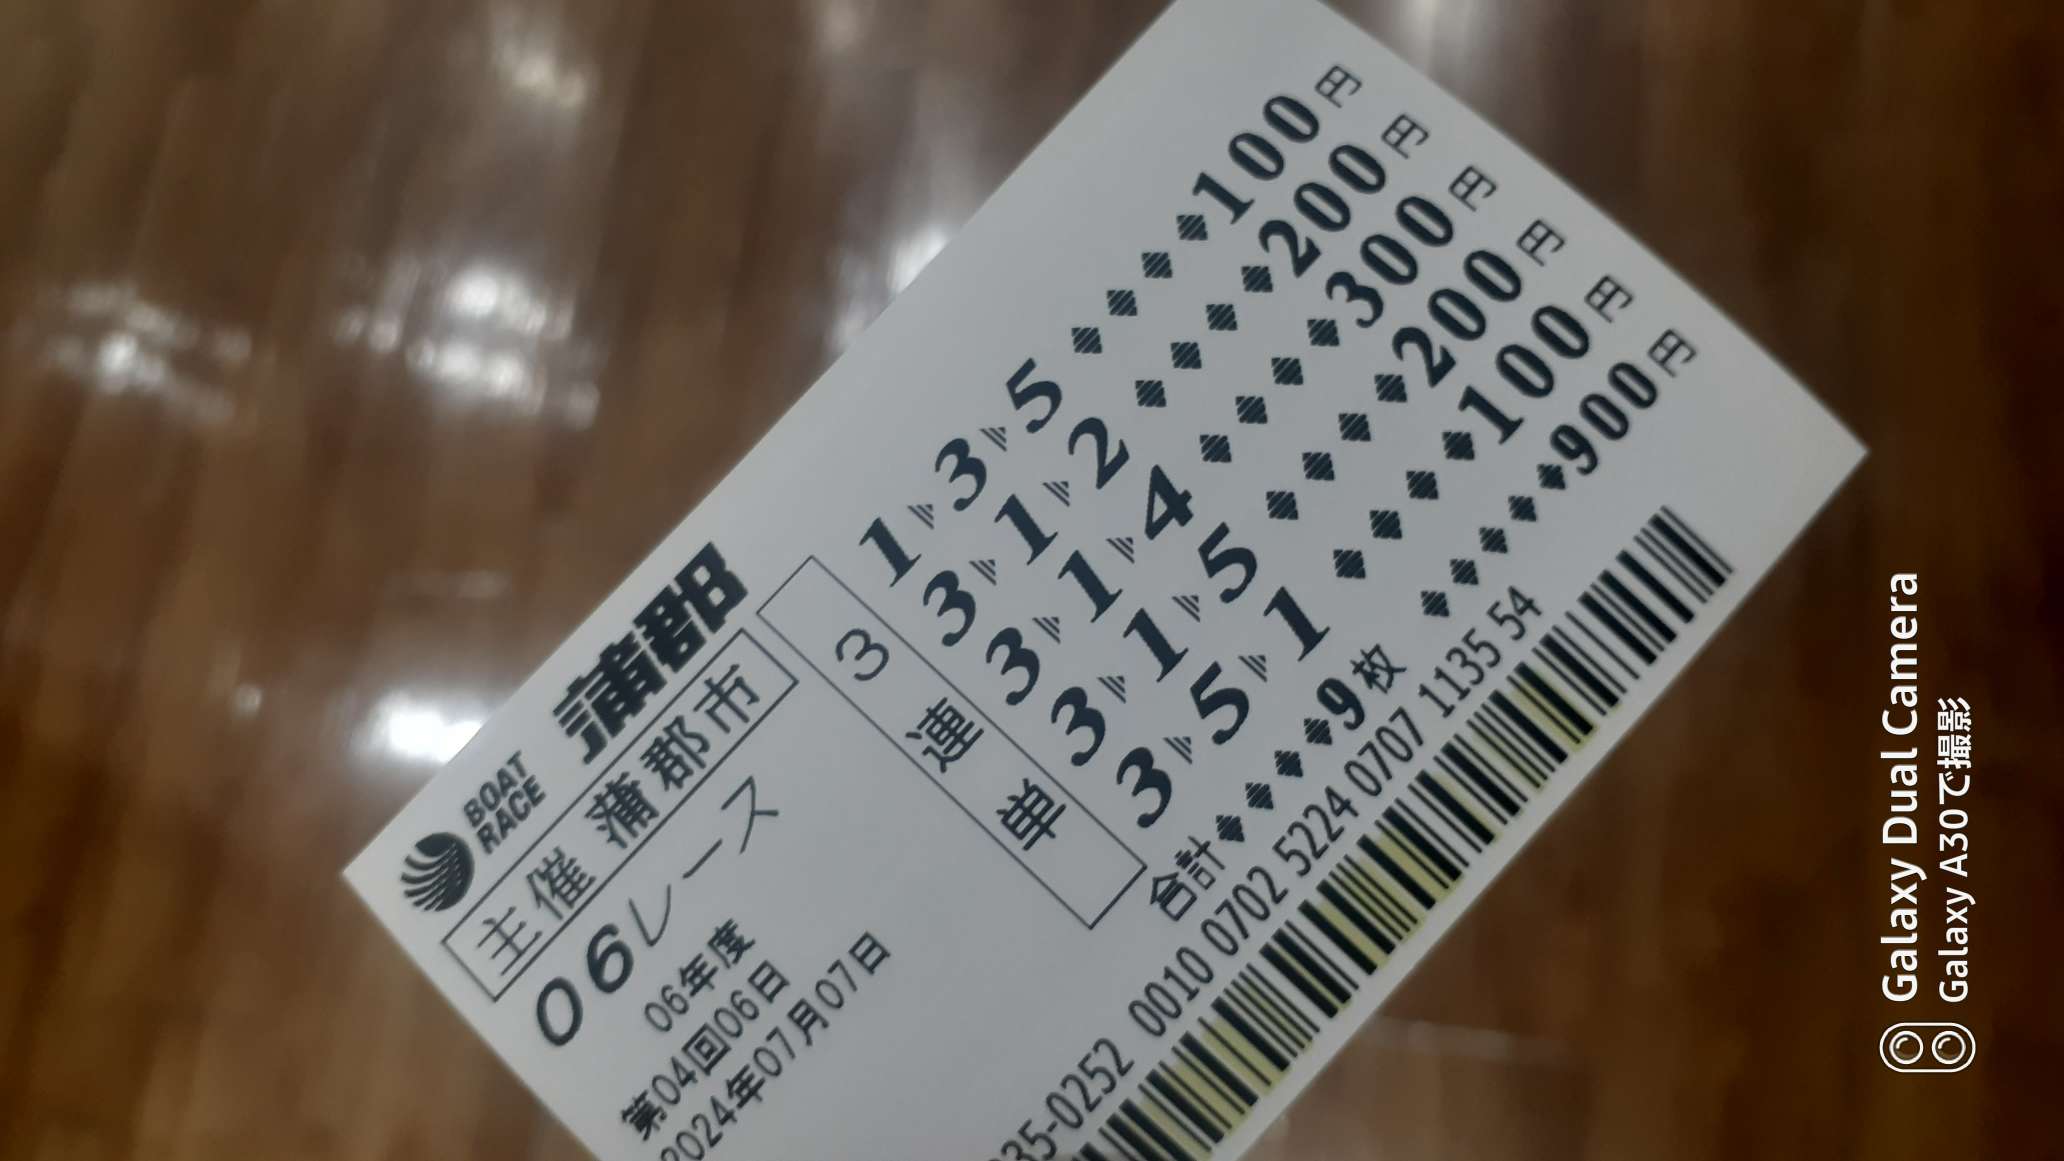 BOAT RACE 蒲郡
主催 蒲郡市
06レース
06年度
第04回06日
2024年07月07日
3連単
1 3 5 100円
3 1 2 200円
3 1 4 300円
3 1 5 200円
3 5 1 100円
合計 9枚 900円
35-0252 0010 0702 5224 0707 1135 54
Galaxy Dual Camera
Galaxy A30で撮影